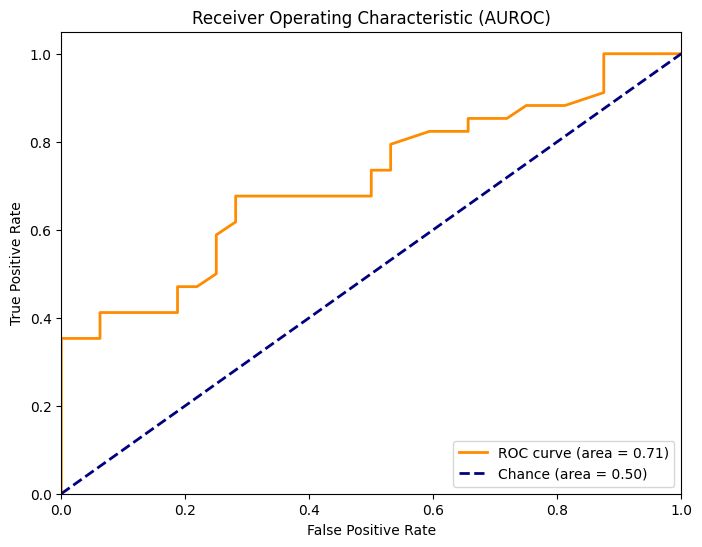 Receiver Operating Characteristic (AUROC)
1.0
0.8
0.6
0.4
0.2
0.0
True Positive Rate
0.0 0.2 0.4 0.6 0.8 1.0
False Positive Rate
ROC curve (area = 0.71)
Chance (area = 0.50)